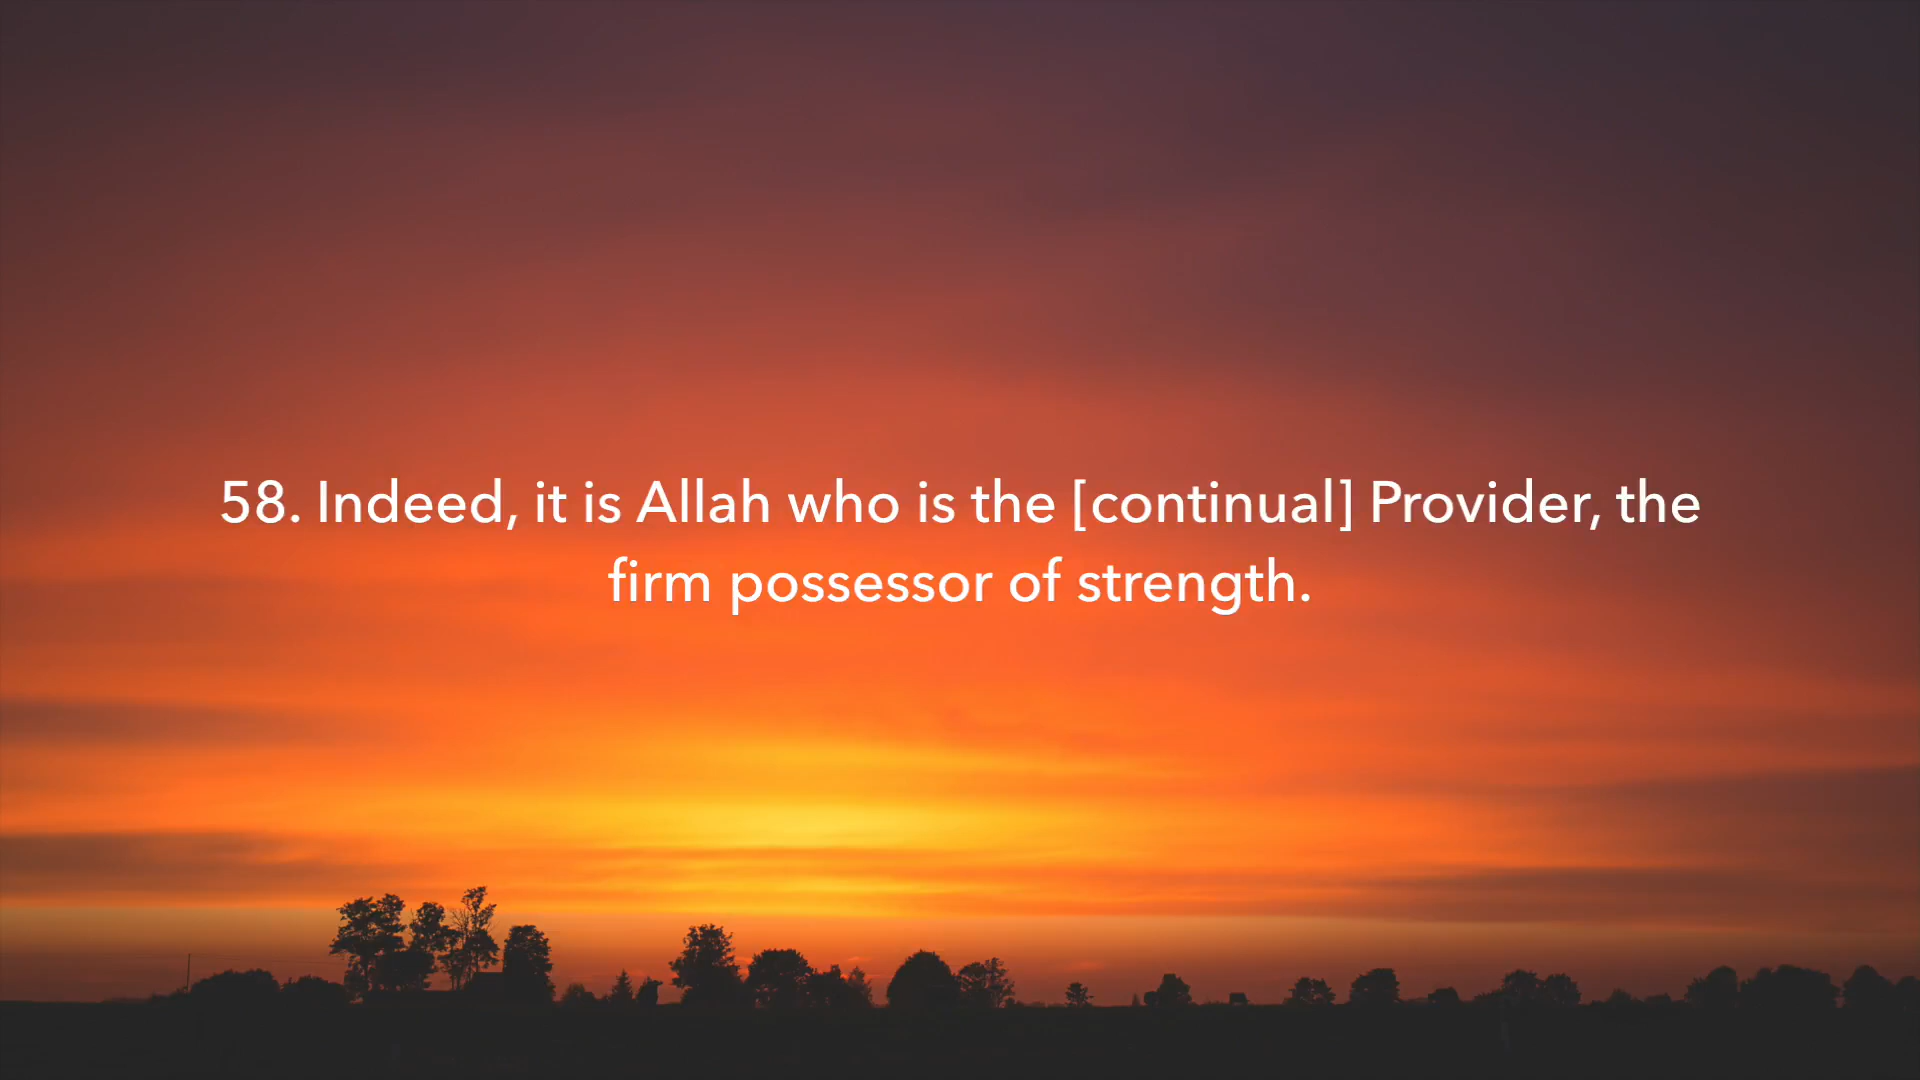 58. Indeed, it is Allah who is the [continual] Provider, the
firm possessor of strength.